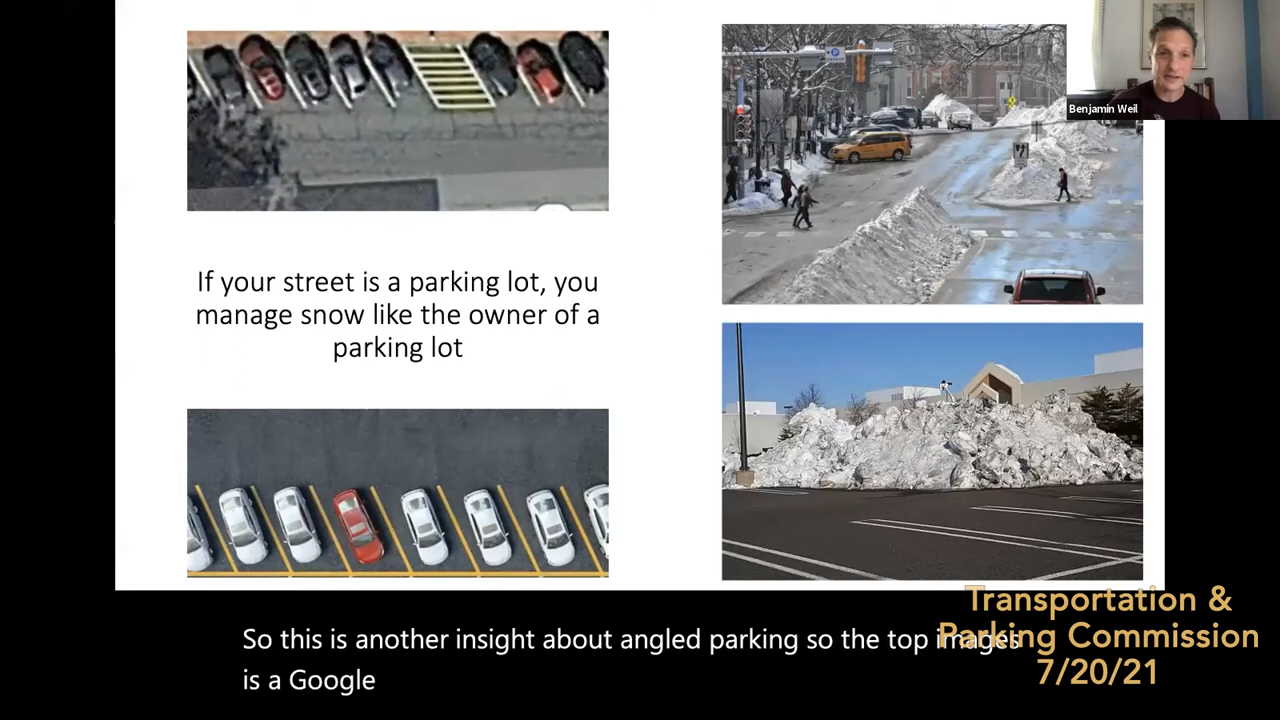 Benjamin Weil
If your street is a parking lot, you
manage snow like the owner of a
parking lot
Transportation &
Parking Commission
7/20/21
So this is another insight about angled parking so the top images
is a Google